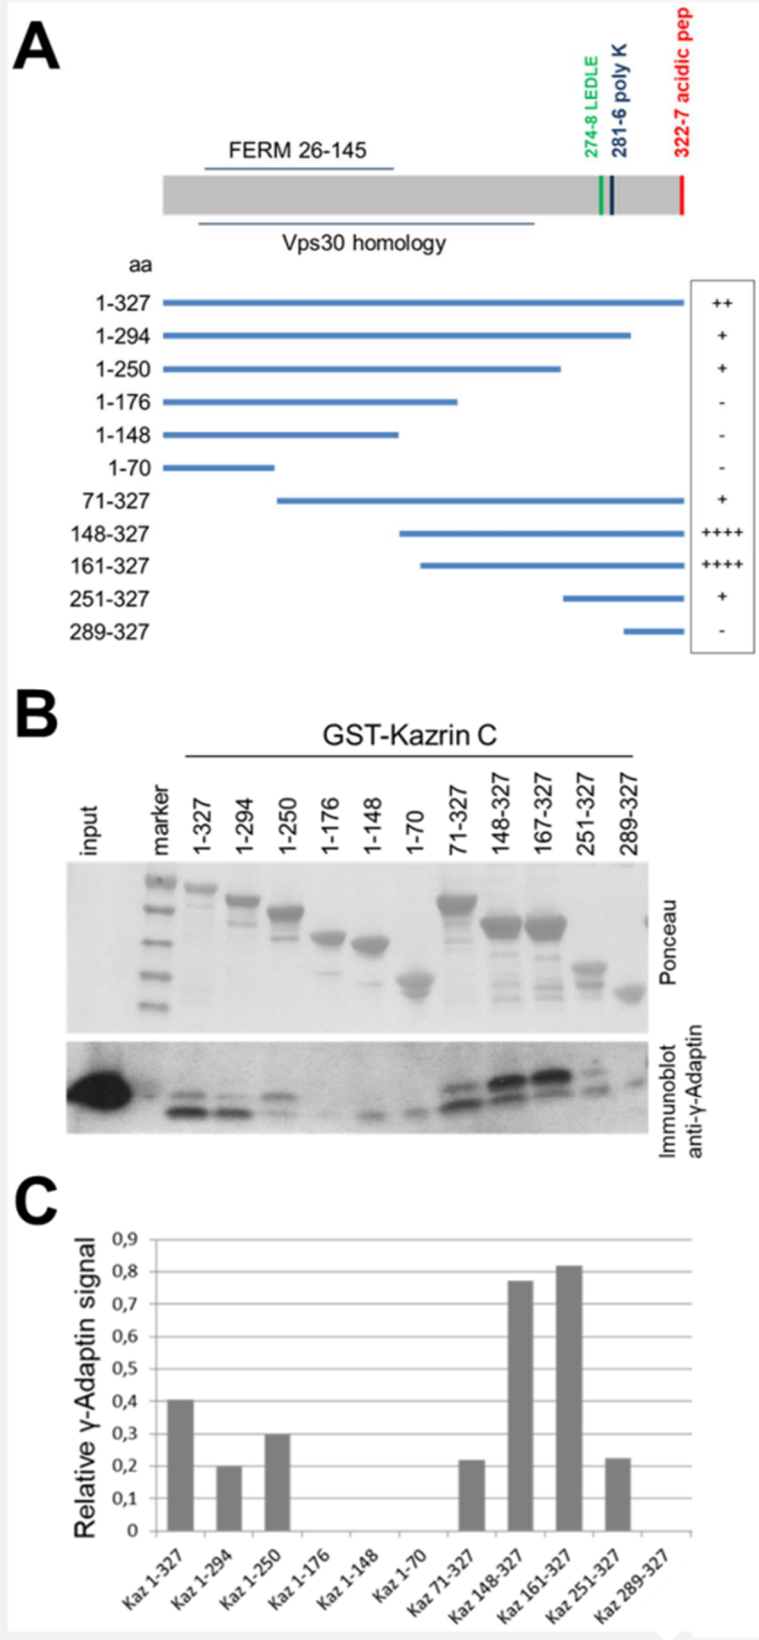 A
274-8 LEDLE
281-6 poly K
322-7 acidic pep
FERM 26-145
Vps30 homology
aa
1-327 ++
1-294 +
1-250 +
1-176 -
1-148 -
1-70 -
71-327 +
148-327 ++++
161-327 ++++
251-327 +
289-327 -
B
GST-Kazrin C
input
marker
1-327
1-294
1-250
1-176
1-148
1-70
71-327
148-327
167-327
251-327
289-327
Ponceau
Immunoblot
anti-γ-Adaptin
C
Relative γ-Adaptin signal
0,9
0,8
0,7
0,6
0,5
0,4
0,3
0,2
0,1
0
Kaz 1-327
Kaz 1-294
Kaz 1-250
Kaz 1-176
Kaz 1-148
Kaz 1-70
Kaz 71-327
Kaz 148-327
Kaz 161-327
Kaz 251-327
Kaz 289-327